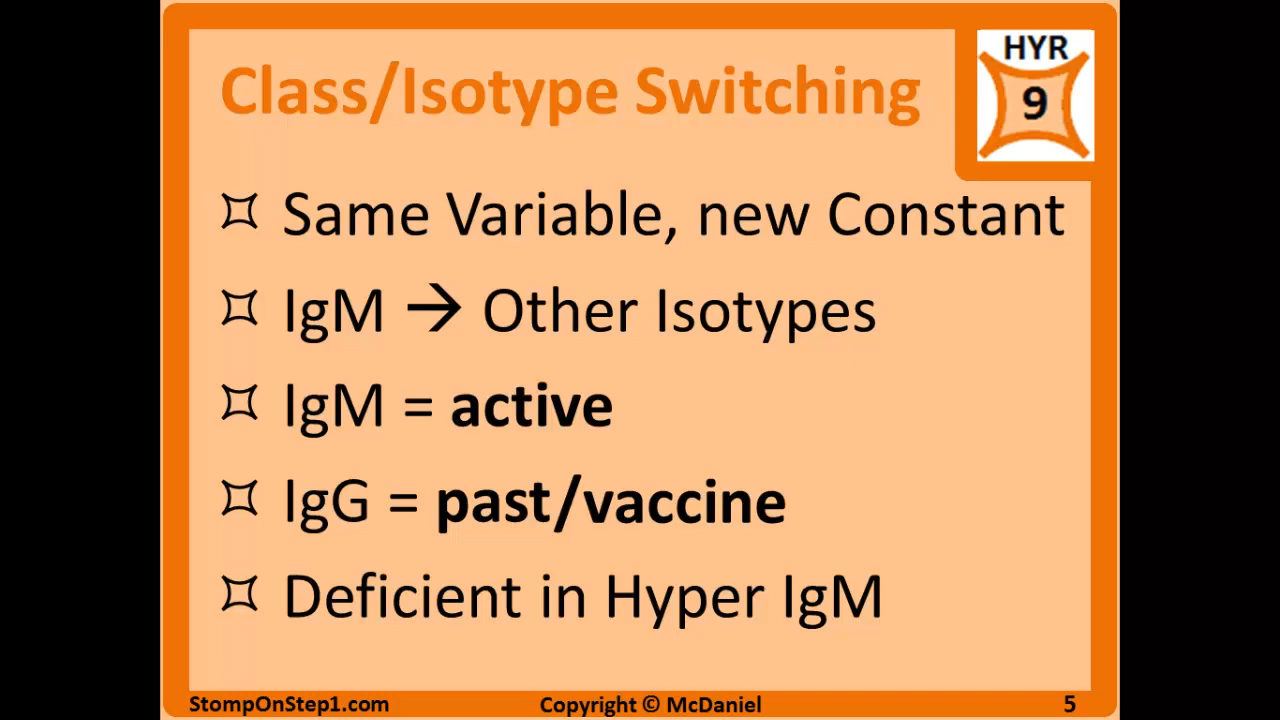 Class/Isotype Switching
HYR
9
Same Variable, new Constant
IgM → Other Isotypes
IgM = active
IgG = past/vaccine
Deficient in Hyper IgM
StompOnStep1.com Copyright © McDaniel 5